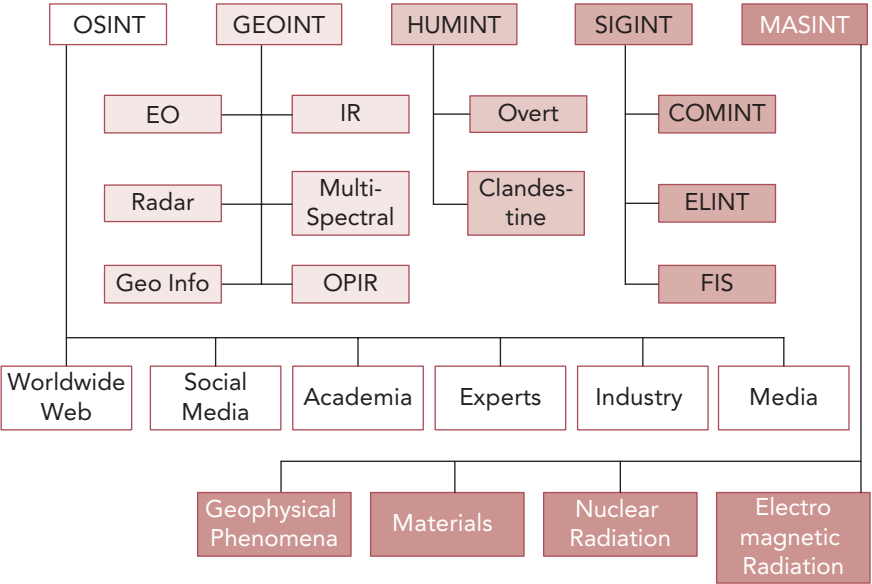 OSINT
GEOINT
HUMINT
SIGINT
MASINT
EO
IR
Overt
COMINT
Radar
Multi-
Spectral
Clandes-
tine
ELINT
Geo Info
OPIR
FIS
Worldwide
Web
Social
Media
Academia
Experts
Industry
Media
Geophysical
Phenomena
Materials
Nuclear
Radiation
Electro
magnetic
Radiation